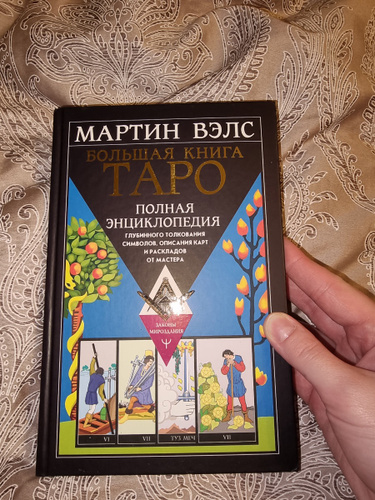 МАРТИН ВЭЛС
БОЛЬШАЯ КНИГА
ТАРО
ПОЛНАЯ
ЭНЦИКЛОПЕДИЯ
ГЛУБИННОГО ТОЛКОВАНИЯ
СИМВОЛОВ, ОПИСАНИЯ КАРТ
И РАСКЛАДОВ
ОТ МАСТЕРА
ЗАКОНЫ
МИРОЗДАНИЯ
VI VII ТУЗ МЕЧ VII